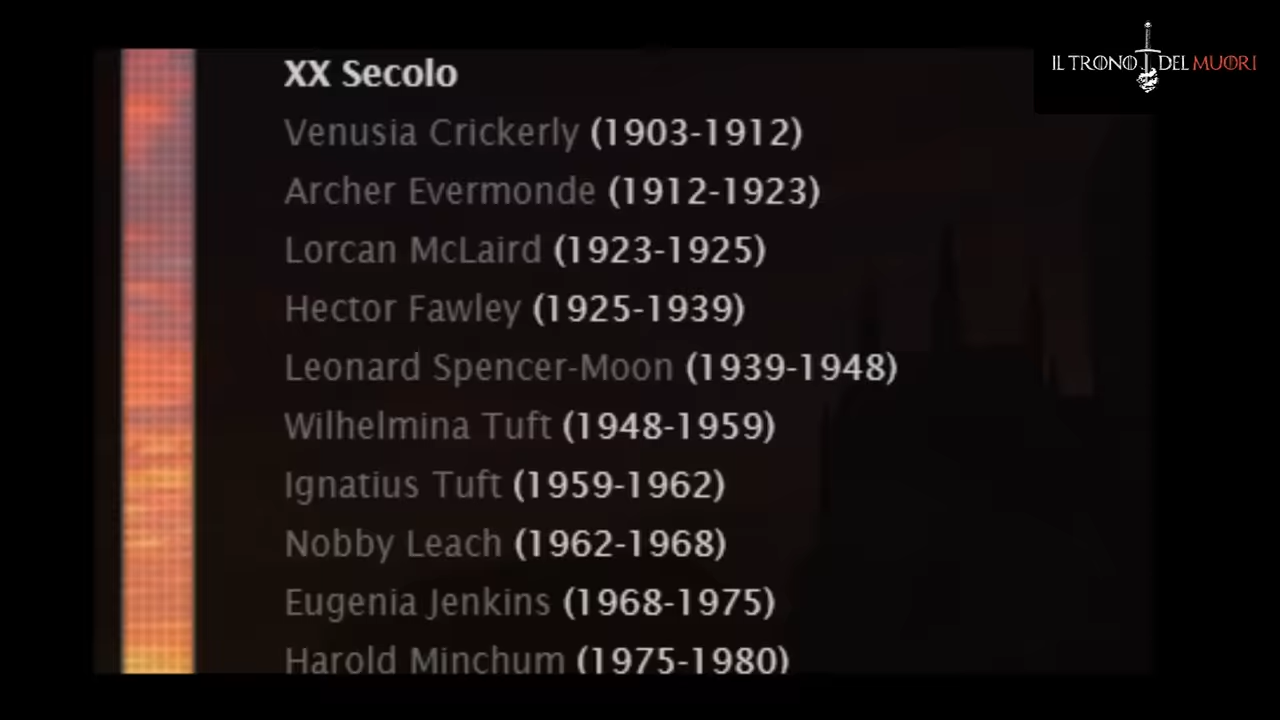 IL TRONO DEL MUORI
XX Secolo
Venusia Crickerly (1903-1912)
Archer Evermonde (1912-1923)
Lorcan McLaird (1923-1925)
Hector Fawley (1925-1939)
Leonard Spencer-Moon (1939-1948)
Wilhelmina Tuft (1948-1959)
Ignatius Tuft (1959-1962)
Nobby Leach (1962-1968)
Eugenia Jenkins (1968-1975)
Harold Minchum (1975-1980)